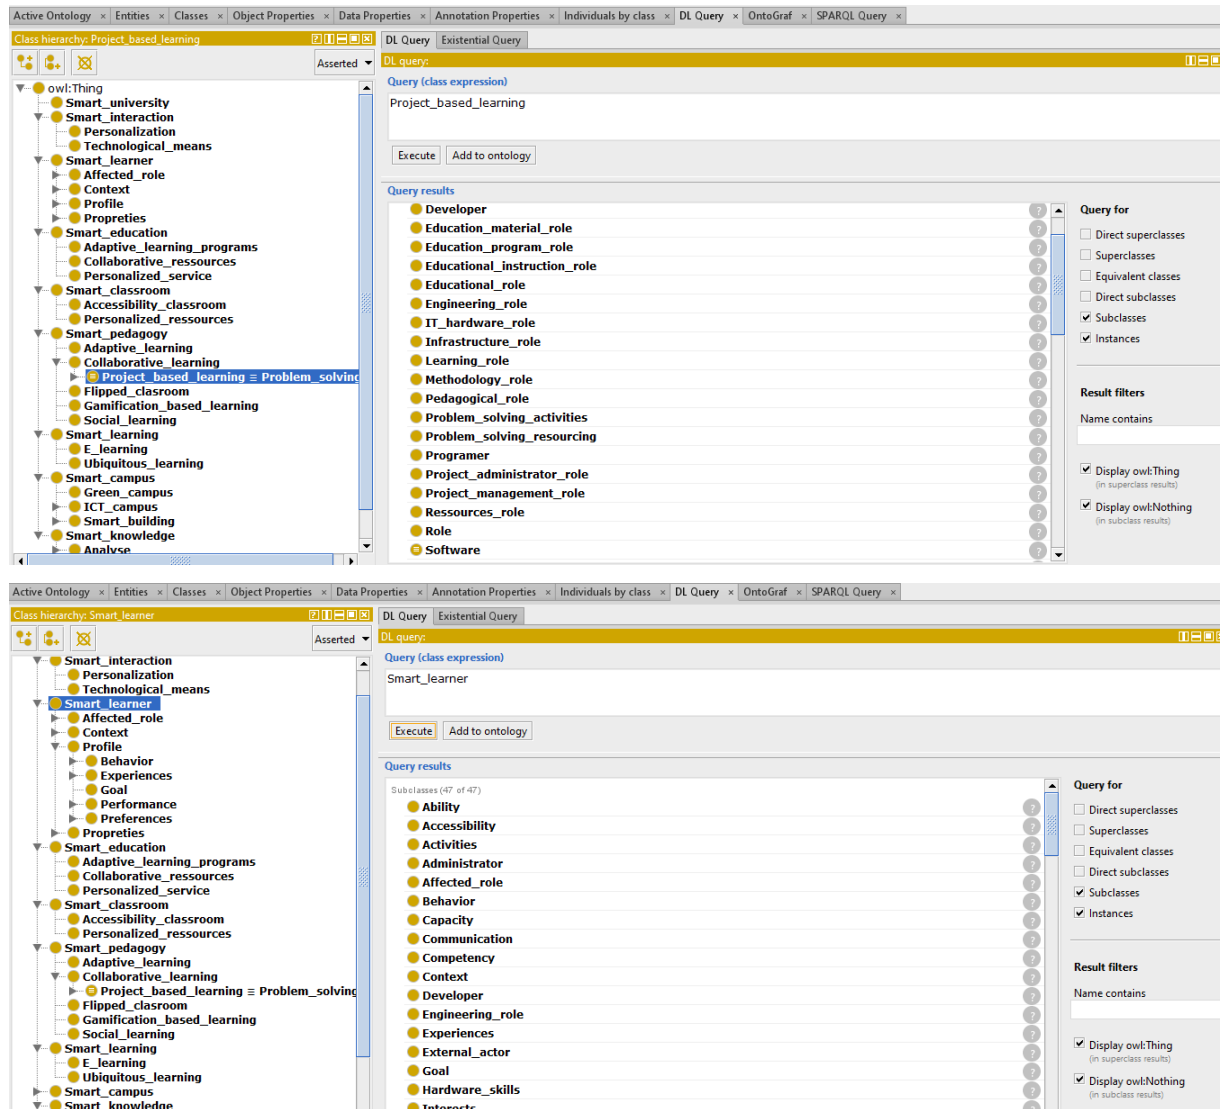 Active Ontology × Entities × Classes × Object Properties × Data Properties × Annotation Properties × Individuals by class × DL Query × OntoGraf × SPARQL Query ×
Class hierarchy: Project_based_learning
Asserted
owl:Thing
Smart_university
Smart_interaction
Personalization
Technological_means
Smart_learner
Affected_role
Context
Profile
Propreties
Smart_education
Adaptive_learning_programs
Collaborative_ressources
Personalized_service
Smart_classroom
Accessibility_classroom
Personalized_ressources
Smart_pedagogy
Adaptive_learning
Collaborative_learning
Project_based_learning ≡ Problem_solving
Flipped_clasroom
Gamification_based_learning
Social_learning
Smart_learning
E_learning
Ubiquitous_learning
Smart_campus
Green_campus
ICT_campus
Smart_building
Smart_knowledge
Analyse
DL Query Existential Query
DL query:
Query (class expression)
Project_based_learning
Execute Add to ontology
Query results
Developer
Education_material_role
Education_program_role
Educational_instruction_role
Educational_role
Engineering_role
IT_hardware_role
Infrastructure_role
Learning_role
Methodology_role
Pedagogical_role
Problem_solving_activities
Problem_solving_resourcing
Programer
Project_administrator_role
Project_management_role
Ressources_role
Role
Software
Query for
Direct superclasses
Superclasses
Equivalent classes
Direct subclasses
Subclasses
Instances
Result filters
Name contains
Display owl:Thing
(in superclass results)
Display owl:Nothing
(in subclass results)
Active Ontology × Entities × Classes × Object Properties × Data Properties × Annotation Properties × Individuals by class × DL Query × OntoGraf × SPARQL Query ×
Class hierarchy: Smart_learner
Asserted
Smart_interaction
Personalization
Technological_means
Smart_learner
Affected_role
Context
Profile
Behavior
Experiences
Goal
Performance
Preferences
Propreties
Smart_education
Adaptive_learning_programs
Collaborative_ressources
Personalized_service
Smart_classroom
Accessibility_classroom
Personalized_ressources
Smart_pedagogy
Adaptive_learning
Collaborative_learning
Project_based_learning ≡ Problem_solving
Flipped_clasroom
Gamification_based_learning
Social_learning
Smart_learning
E_learning
Ubiquitous_learning
Smart_campus
Smart_knowledge
DL Query Existential Query
DL query:
Query (class expression)
Smart_learner
Execute Add to ontology
Query results
Subclasses (47 of 47)
Ability
Accessibility
Activities
Administrator
Affected_role
Behavior
Capacity
Communication
Competency
Context
Developer
Engineering_role
Experiences
External_actor
Goal
Hardware_skills
Interests
Query for
Direct superclasses
Superclasses
Equivalent classes
Direct subclasses
Subclasses
Instances
Result filters
Name contains
Display owl:Thing
(in superclass results)
Display owl:Nothing
(in subclass results)